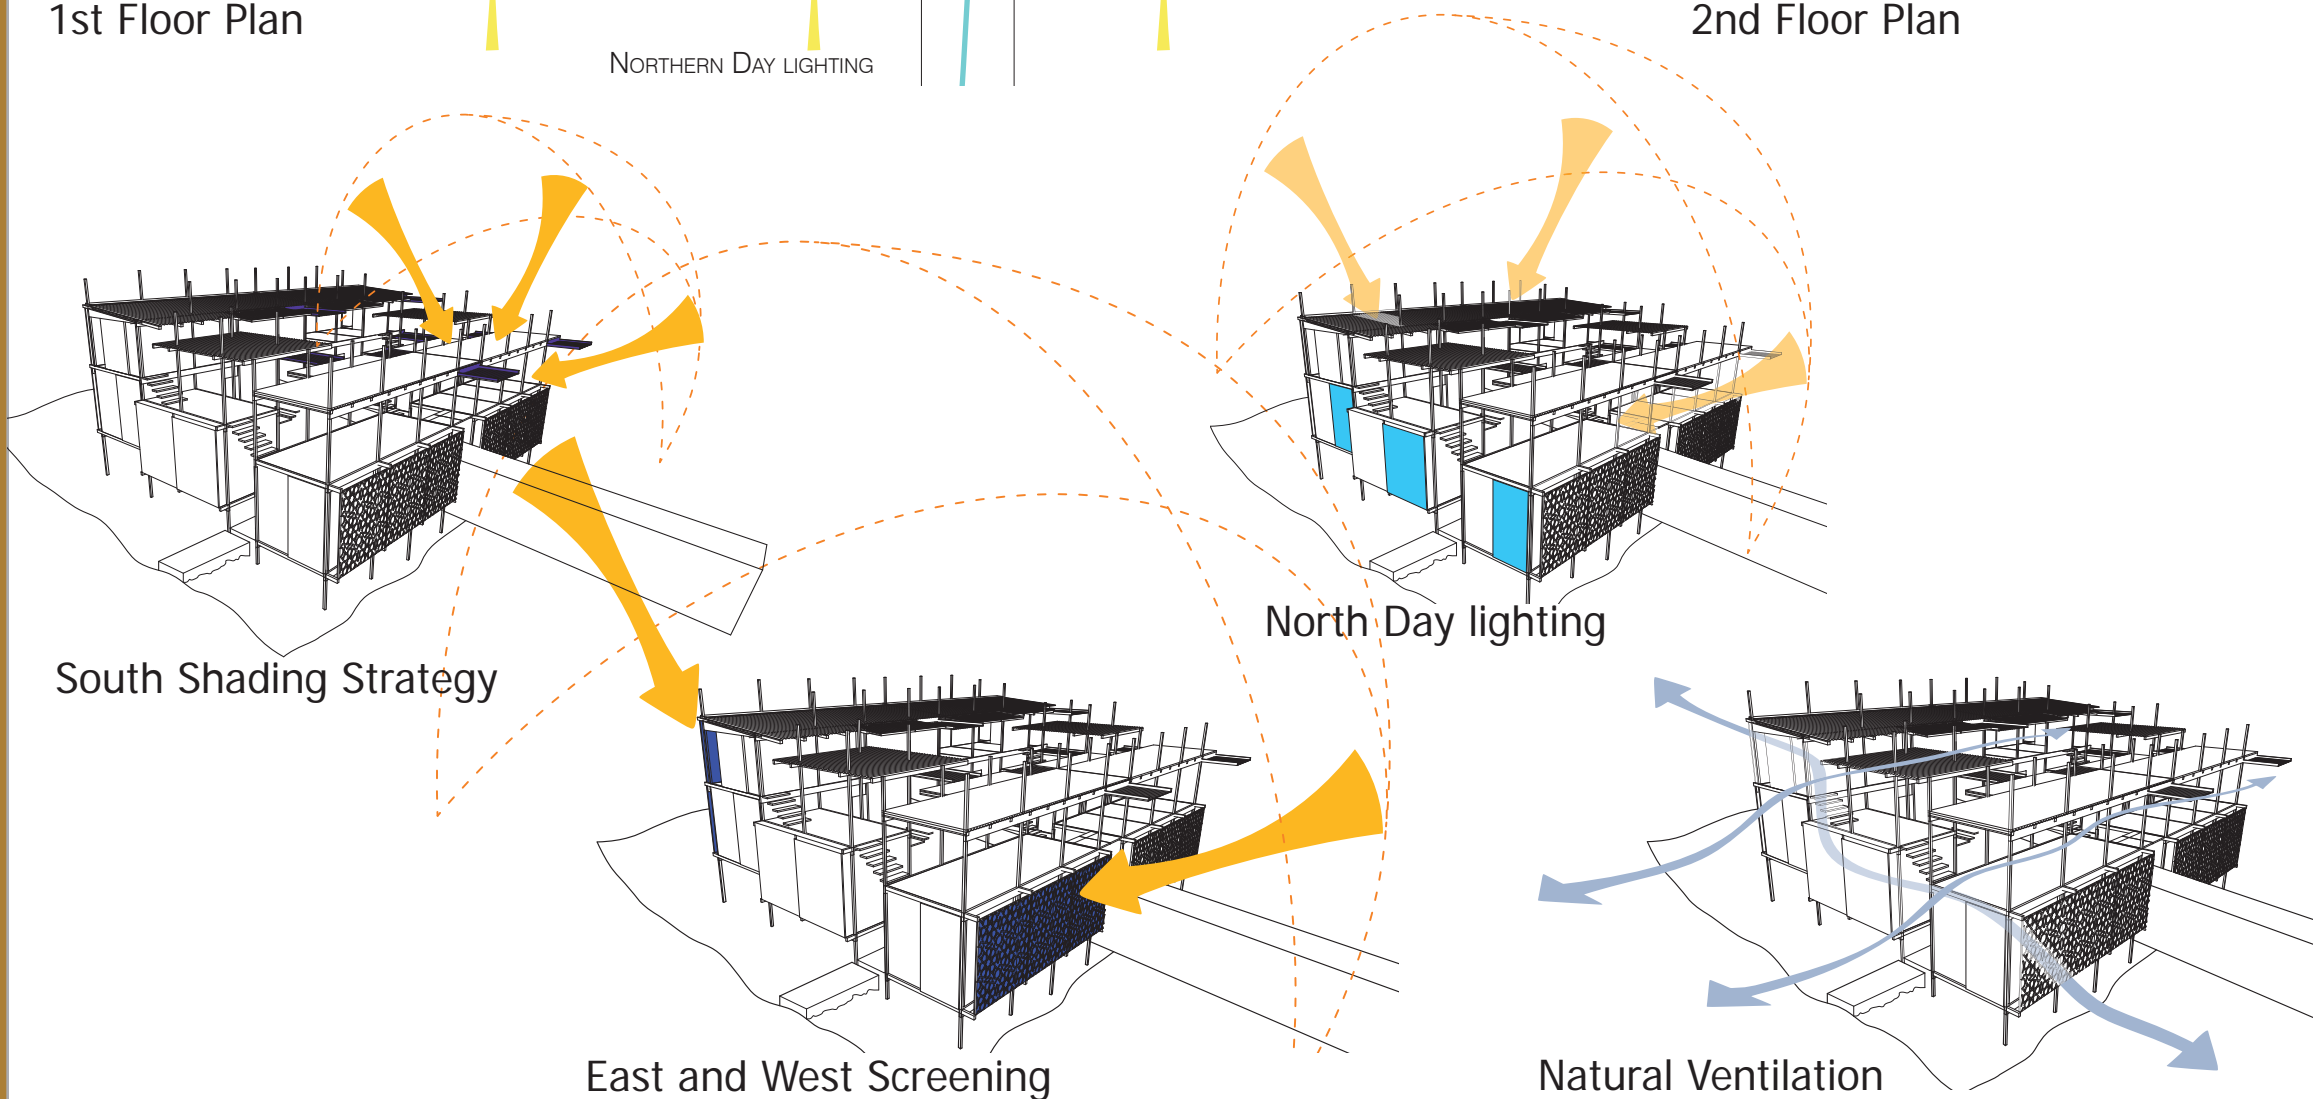 1st Floor Plan
2nd Floor Plan
Northern Day lighting
North Day lighting
South Shading Strategy
East and West Screening
Natural Ventilation